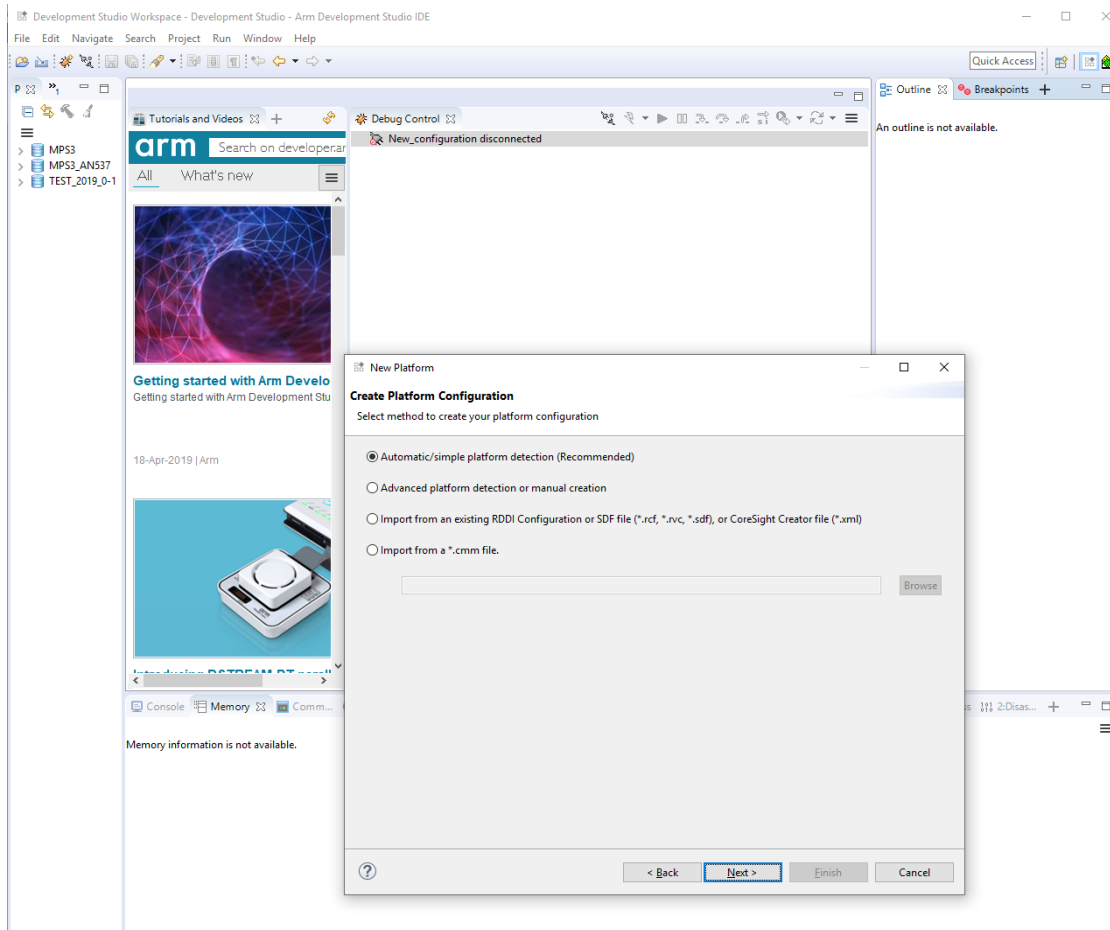 Development Studio Workspace - Development Studio - Arm Development Studio IDE
File Edit Navigate Search Project Run Window Help
Quick Access
P
1
Tutorials and Videos
Debug Control
Outline
Breakpoints
arm
Search on developer.ar
New_configuration disconnected
An outline is not available.
MPS3
MPS3_AN537
TEST_2019_0-1
All What's new
Getting started with Arm Develo
Getting started with Arm Development Stu
18-Apr-2019 | Arm
New Platform
Create Platform Configuration
Select method to create your platform configuration
Automatic/simple platform detection (Recommended)
Advanced platform detection or manual creation
Import from an existing RDDI Configuration or SDF file (*.rcf, *.rvc, *.sdf), or CoreSight Creator file (*.xml)
Import from a *.cmm file.
Browse
Console Memory Comm...
2:Disas...
Memory information is not available.
< Back Next > Finish Cancel